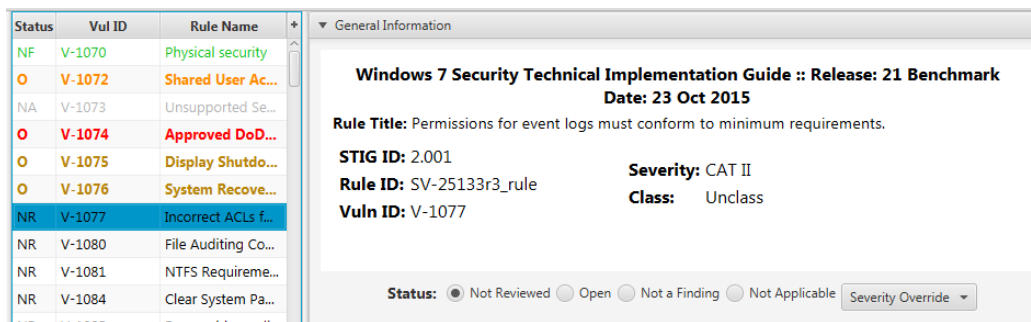 Status Vul ID Rule Name +
NF V-1070 Physical security
O V-1072 Shared User Ac...
NA V-1073 Unsupported Se...
O V-1074 Approved DoD...
O V-1075 Display Shutdo...
O V-1076 System Recove...
NR V-1077 Incorrect ACLs f...
NR V-1080 File Auditing Co...
NR V-1081 NTFS Requireme...
NR V-1084 Clear System Pa...
General Information
Windows 7 Security Technical Implementation Guide :: Release: 21 Benchmark
Date: 23 Oct 2015
Rule Title: Permissions for event logs must conform to minimum requirements.
STIG ID: 2.001
Rule ID: SV-25133r3_rule
Vuln ID: V-1077
Severity: CAT II
Class: Unclass
Status: Not Reviewed Open Not a Finding Not Applicable Severity Override